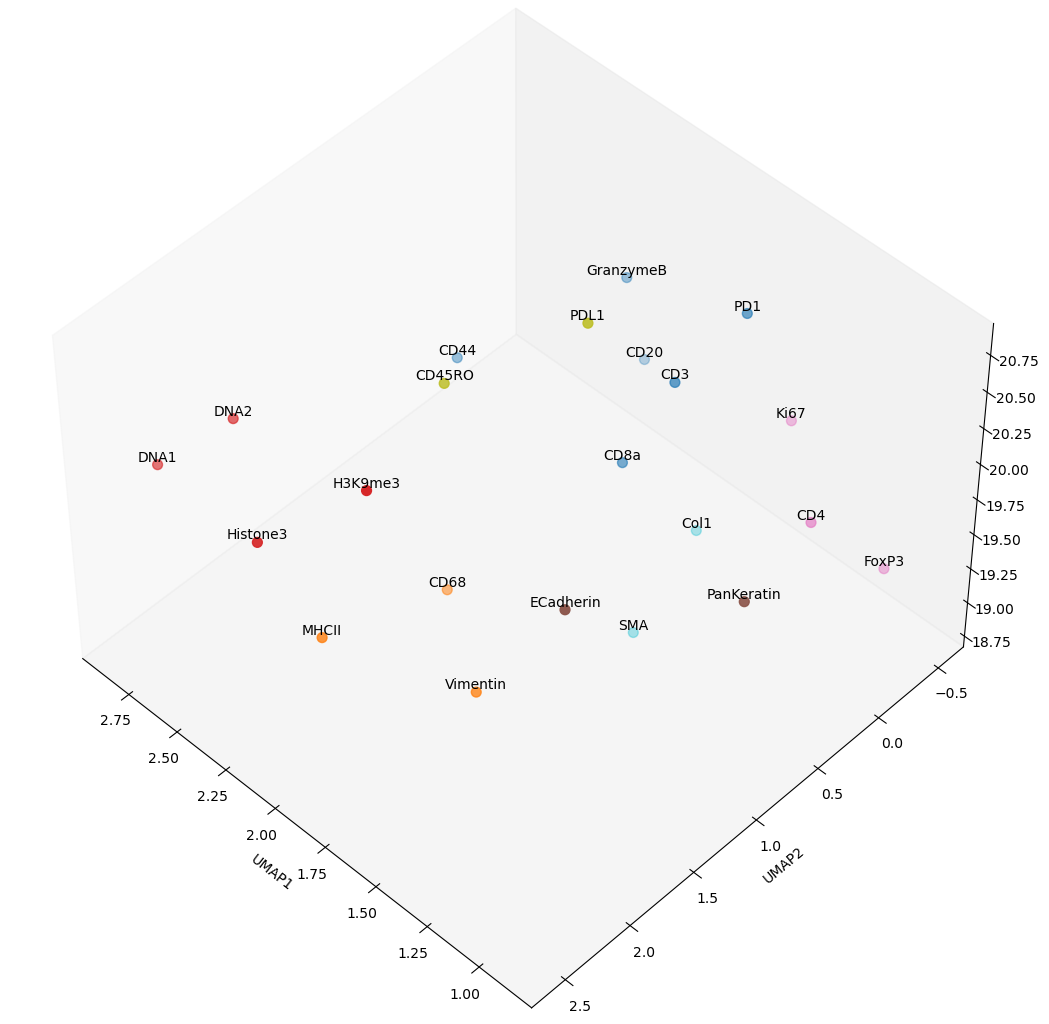 GranzymeB
PD1
PDL1
CD44
CD20
CD45RO
CD3
DNA2
Ki67
DNA1
CD8a
H3K9me3
Histone3
Col1
CD4
FoxP3
CD68
ECadherin
PanKeratin
MHCII
SMA
Vimentin
20.75
20.50
20.25
20.00
19.75
19.50
19.25
19.00
18.75
2.75
2.50
2.25
2.00
1.75
1.50
1.25
1.00
UMAP1
−0.5
0.0
0.5
1.0
1.5
2.0
2.5
UMAP2